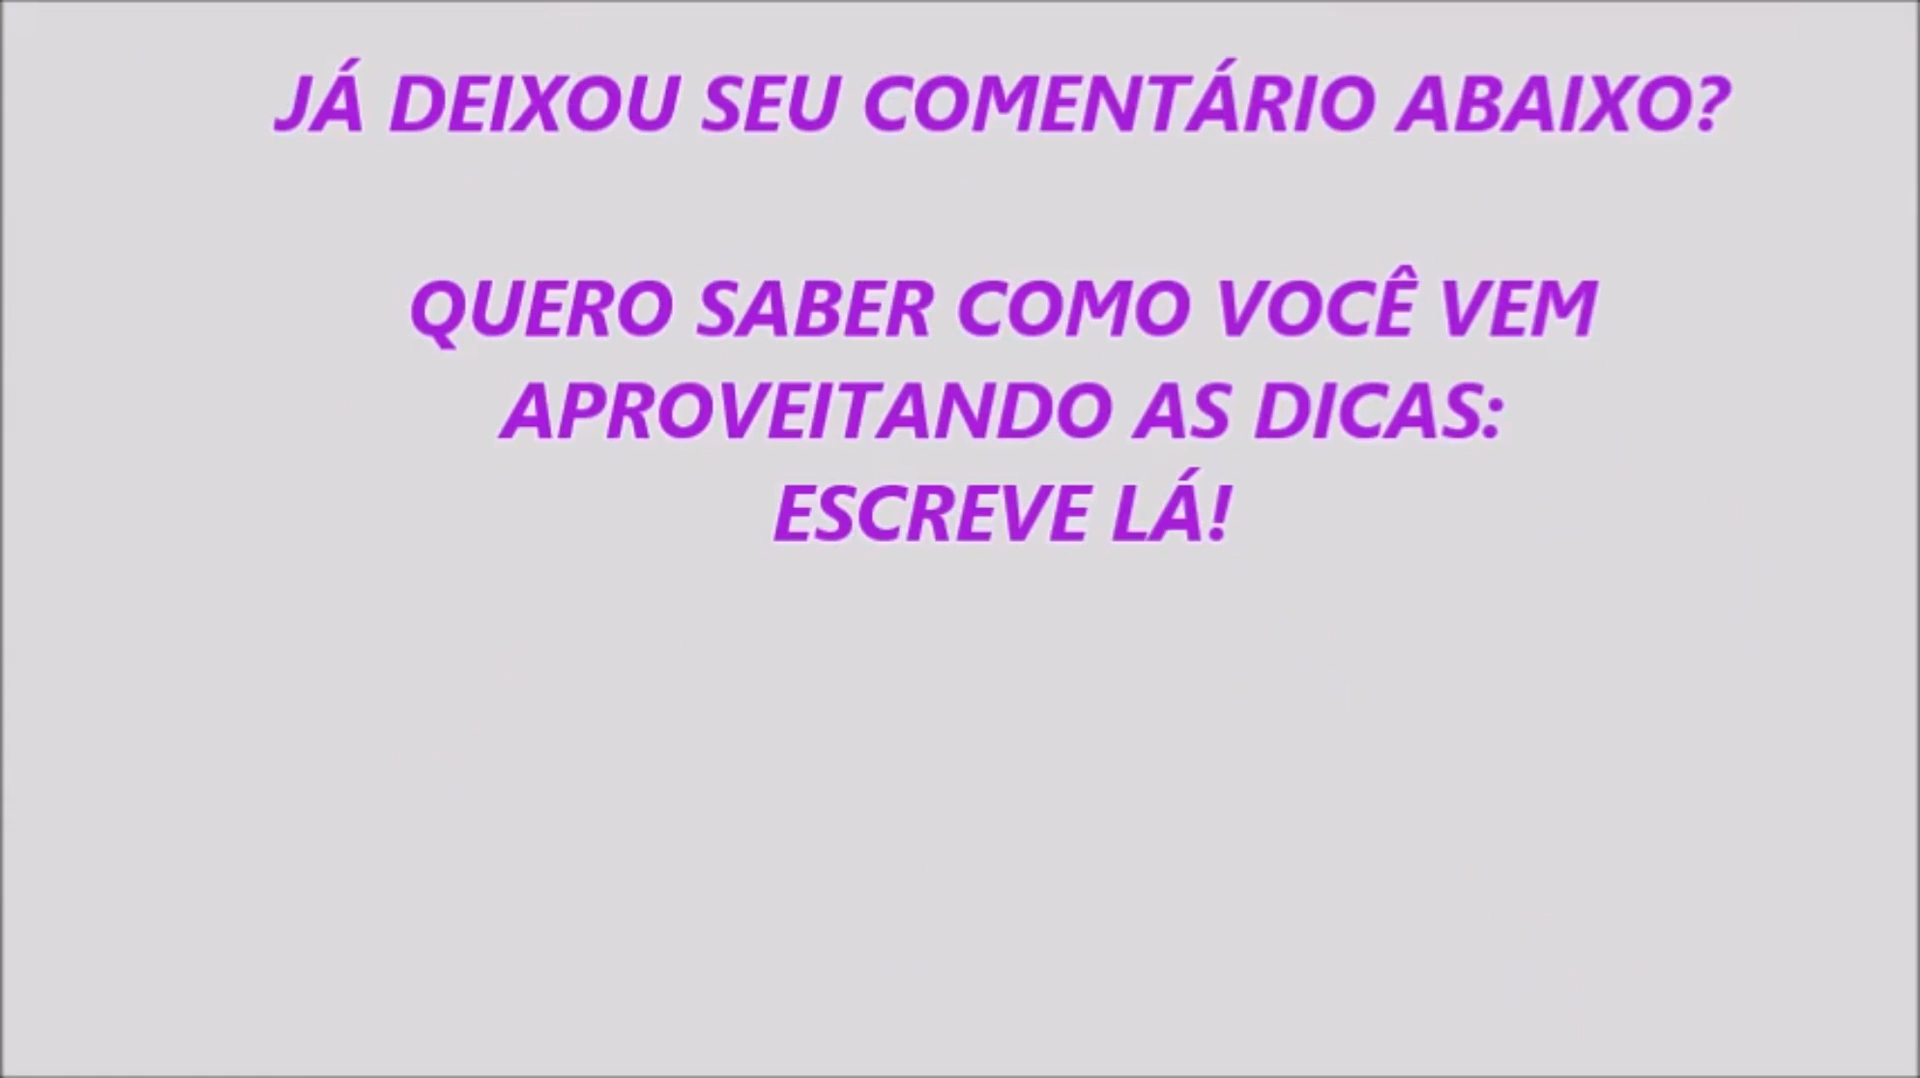 JÁ DEIXOU SEU COMENTÁRIO ABAIXO?
QUERO SABER COMO VOCÊ VEM
APROVEITANDO AS DICAS:
ESCREVE LÁ!